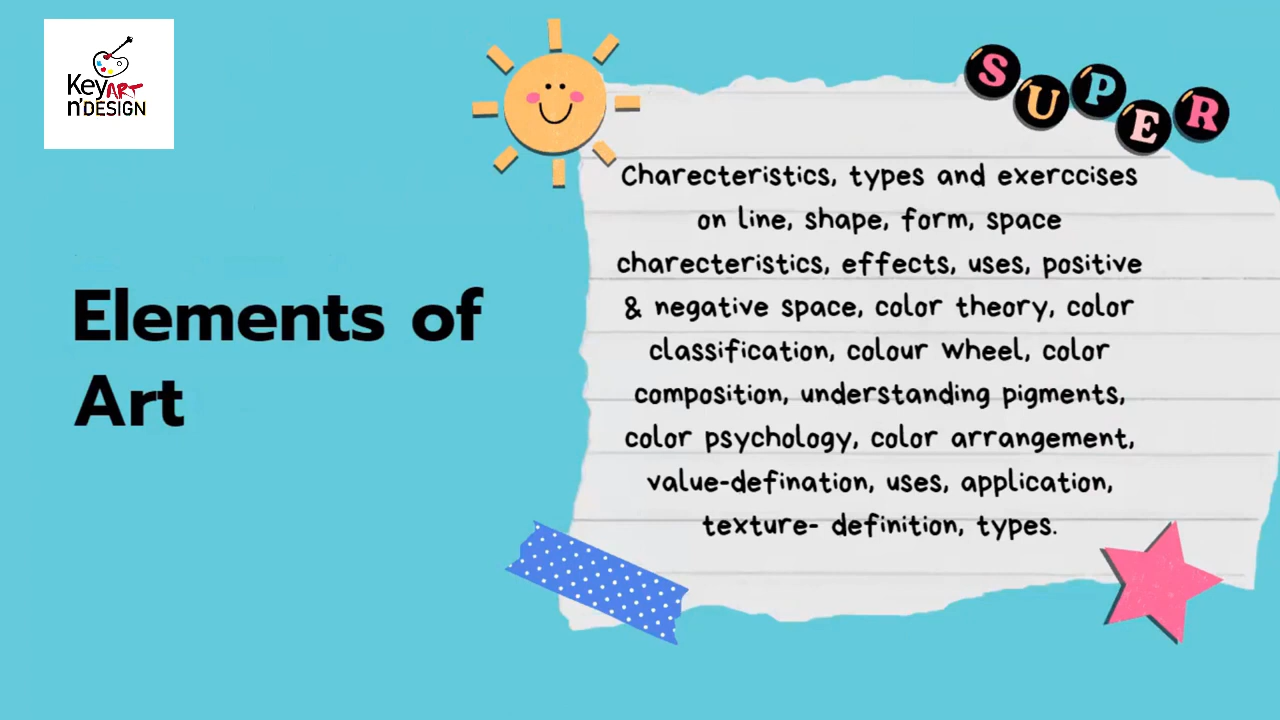 Key ART
n'DESIGN
SUPER
Elements of
Art
Charecteristics, types and exerccises
on line, shape, form, space
charecteristics, effects, uses, positive
& negative space, color theory, color
classification, colour wheel, color
composition, understanding pigments,
color psychology, color arrangement,
value-defination, uses, application,
texture- definition, types.